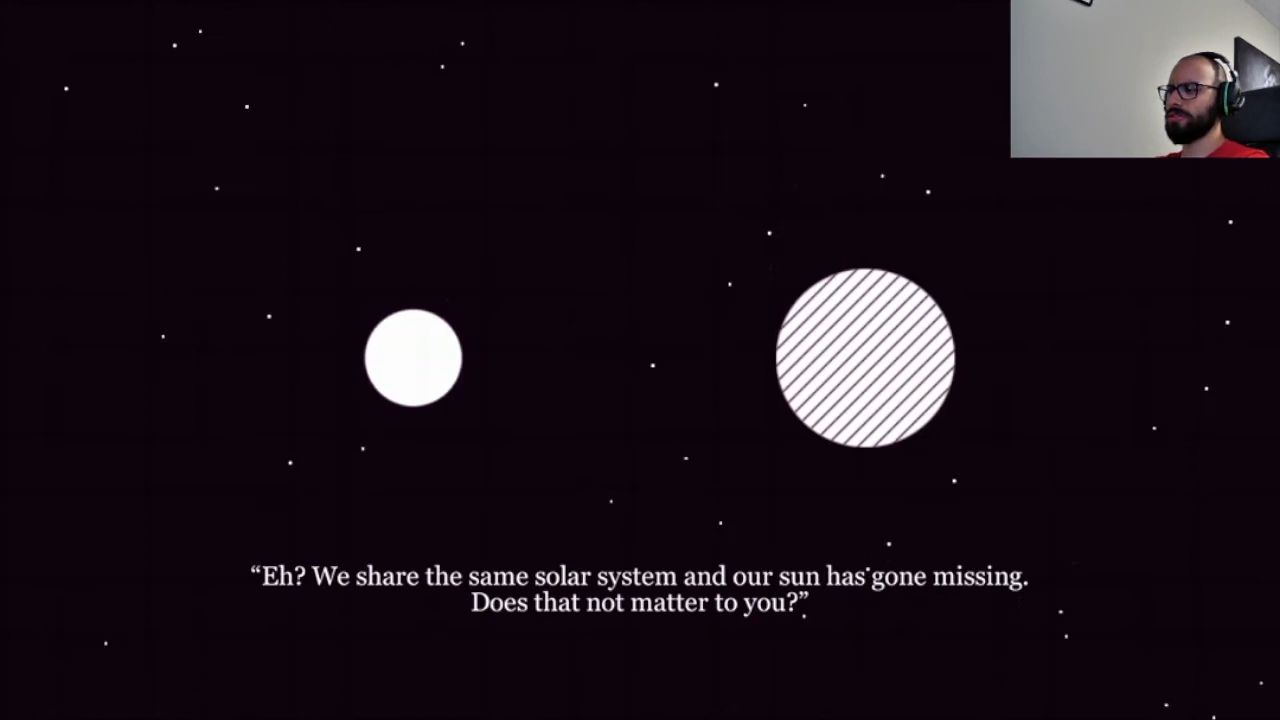 “Eh? We share the same solar system and our sun has gone missing.
Does that not matter to you?”